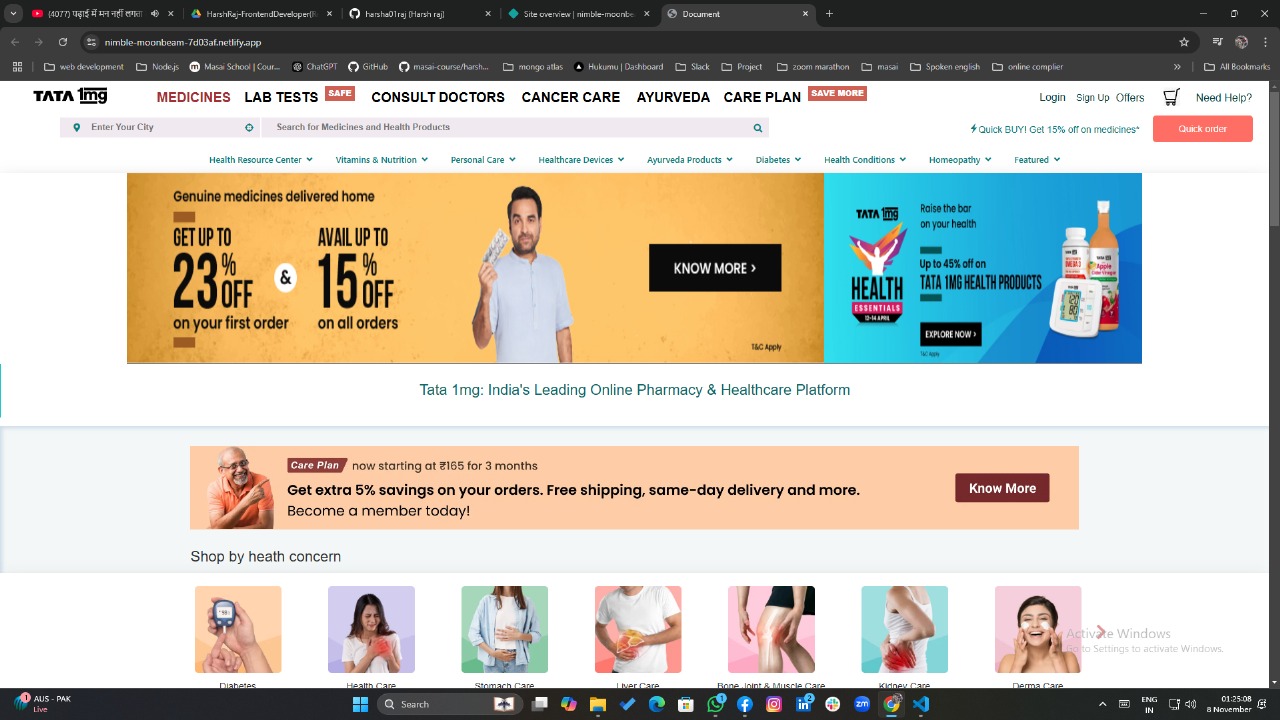 (407) पढ़ाई में मन नहीं लगता
HarshRaj-RespondentDancer/
masai01011 (Harsh raj)
Site overview | nimble-moonbe
Document
nimble-moonbeam-7d03af.netlify.app
web devlopment
Node.js
Masai School | Cour...
ChatGPT
GitHub
masai-course/masai-...
mongo atlas
Hukumu | Dashboard
Slack
Project
zoom
masai english
online complier
All Bookmarks
TATA 1mg
MEDICINES
LAB TESTS
SAFE
CONSULT DOCTORS
CANCER CARE
AYURVEDA
CARE PLAN
SAVE MORE
Login
Sign Up
Offers
Need Help?
Enter Your City
Search for Medicines and Health Products
Quick BUY! Get 15% off on medicines*
Quick order
Health Resource Center
Vitamins & Nutrition
Personal Care
Healthcare Devices
Ayurveda Products
Diabetes
Health Conditions
Homeopathy
Featured
Genuine medicines delivered home
GET UP TO
23% OFF
on your first order
&
AVAIL UP TO
15% OFF
on all orders
KNOW MORE >
T&C Apply
TATA 1mg
HEALTH
ESSENTIALS
12-14 APRIL
Raise the bar
on your health
Up to 45% off on
TATA 1MG HEALTH PRODUCTS
EXPLORE NOW >
T&C Apply
Tata 1mg: India's Leading Online Pharmacy & Healthcare Platform
Care Plan now starting at ₹165 for 3 months
Get extra 5% savings on your orders. Free shipping, same-day delivery and more.
Become a member today!
Know More
Shop by heath concern
Diabetes
Health Care
Stomach Care
Liver Care
Bone Joint & Muscle Care
Kidney Care
Derma Care
Activate Windows
Go to Settings to activate Windows.
1
AUS - PAK
Live
Search
ENG
IN
01:25:08